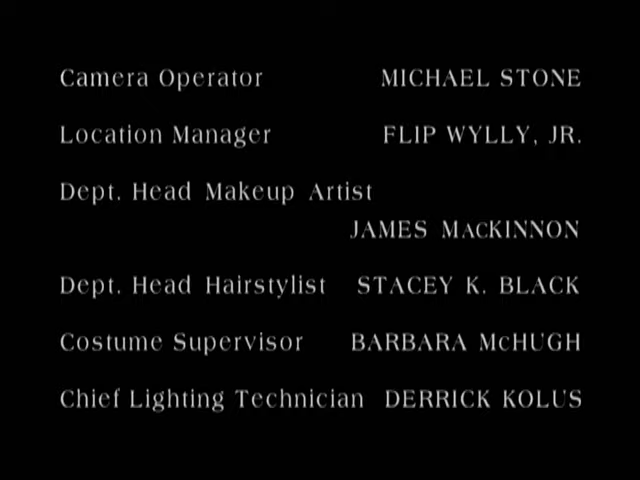 Camera Operator MICHAEL STONE
Location Manager FLIP WYLLY, JR.
Dept. Head Makeup Artist
JAMES MacKINNON
Dept. Head Hairstylist STACEY K. BLACK
Costume Supervisor BARBARA McHUGH
Chief Lighting Technician DERRICK KOLUS